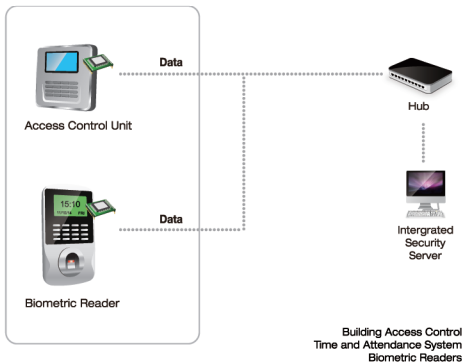 Data
Access Control Unit
Hub
15:10
Data
Intergrated
Security
Server
Biometric Reader
Building Access Control
Time and Attendance System
Biometric Readers